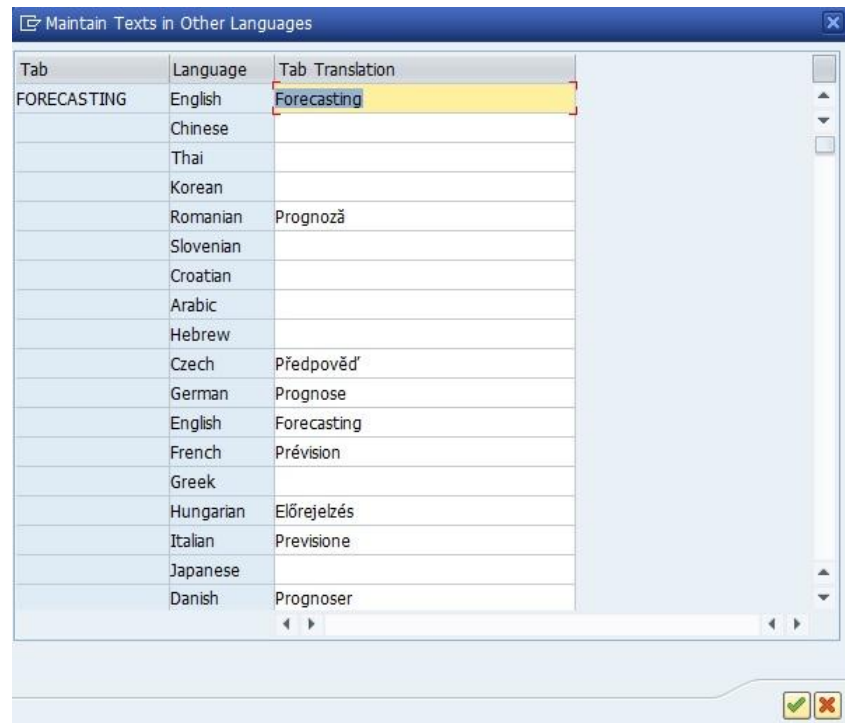 Maintain Texts in Other Languages
Tab Language Tab Translation
FORECASTING English Forecasting
Chinese
Thai
Korean
Romanian Prognoză
Slovenian
Croatian
Arabic
Hebrew
Czech Předpověď
German Prognose
English Forecasting
French Prévision
Greek
Hungarian Előrejelzés
Italian Previsione
Japanese
Danish Prognoser